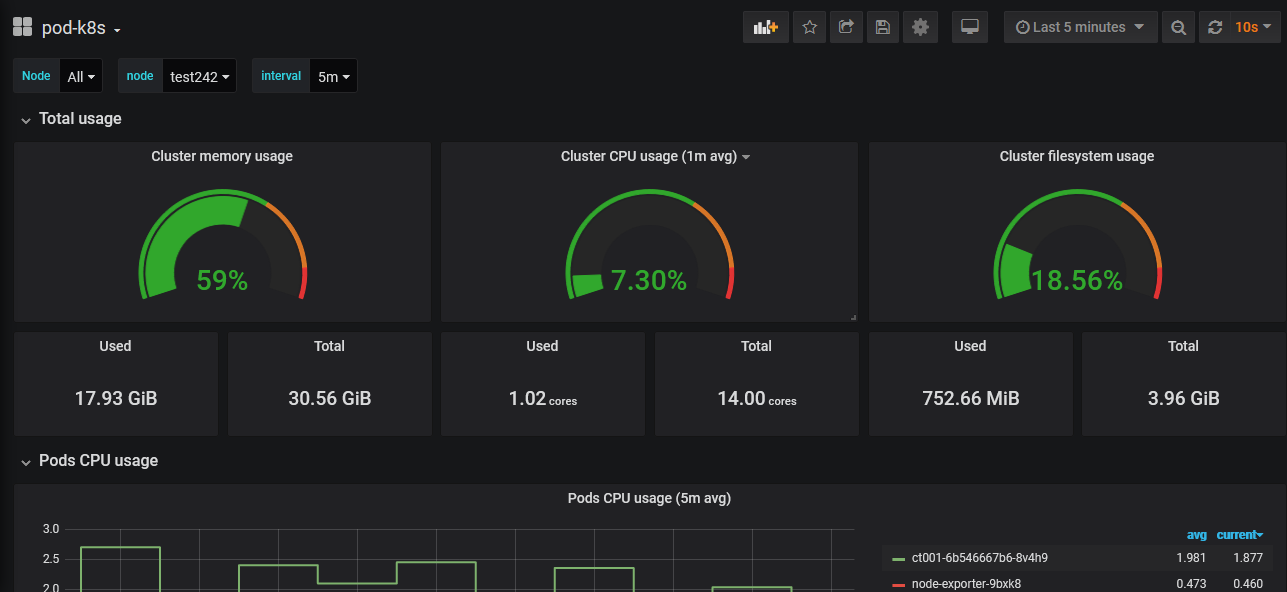 pod-k8s
Last 5 minutes
10s
Node All node test242 interval 5m
Total usage
Cluster memory usage
59%
Cluster CPU usage (1m avg)
7.30%
Cluster filesystem usage
18.56%
Used
17.93 GiB
Total
30.56 GiB
Used
1.02 cores
Total
14.00 cores
Used
752.66 MiB
Total
3.96 GiB
Pods CPU usage
Pods CPU usage (5m avg)
3.0
2.5
2.0
avg current
ct001-6b546667b6-8v4h9 1.981 1.877
node-exporter-9bxk8 0.473 0.460